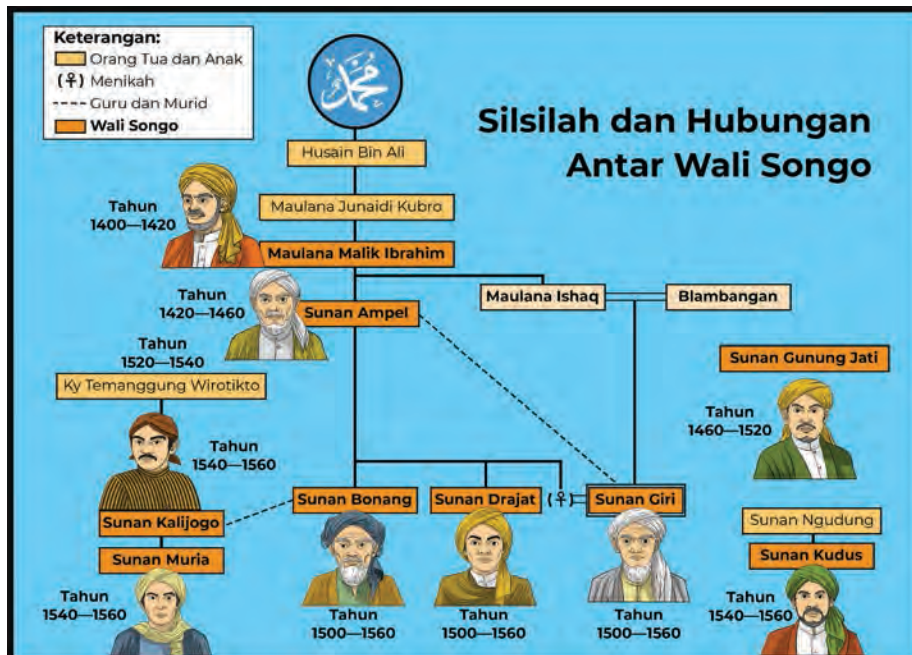 Keterangan:
Orang Tua dan Anak
(⚥) Menikah
Guru dan Murid
Wali Songo
محمد
Silsilah dan Hubungan
Antar Wali Songo
Husain Bin Ali
Maulana Junaidi Kubro
Tahun
1400—1420
Maulana Malik Ibrahim
Tahun
1420—1460
Sunan Ampel
Maulana Ishaq
Blambangan
Tahun
1520—1540
Ky Temanggung Wirotikto
Tahun
1540—1560
Sunan Gunung Jati
Tahun
1460—1520
Sunan Kalijogo
Sunan Bonang
Sunan Drajat
(⚥)
Sunan Giri
Sunan Muria
Tahun
1540—1560
Tahun
1500—1560
Tahun
1500—1560
Tahun
1500—1560
Sunan Ngudung
Sunan Kudus
Tahun
1540—1560